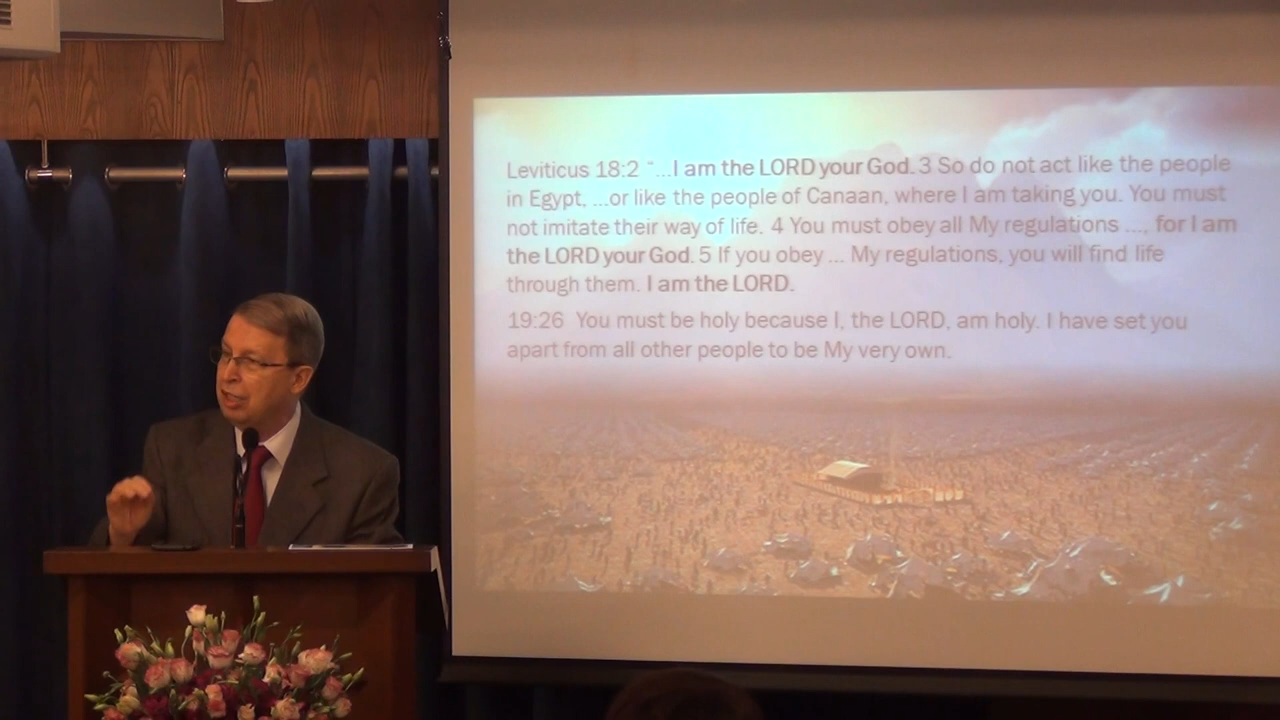 Leviticus 18:2 “...I am the LORD your God. 3 So do not act like the people
in Egypt, ...or like the people of Canaan, where I am taking you. You must
not imitate their way of life. 4 You must obey all My regulations ..., for I am
the LORD your God. 5 If you obey ... My regulations, you will find life
through them. I am the LORD.
19:26 You must be holy because I, the LORD, am holy. I have set you
apart from all other people to be My very own.